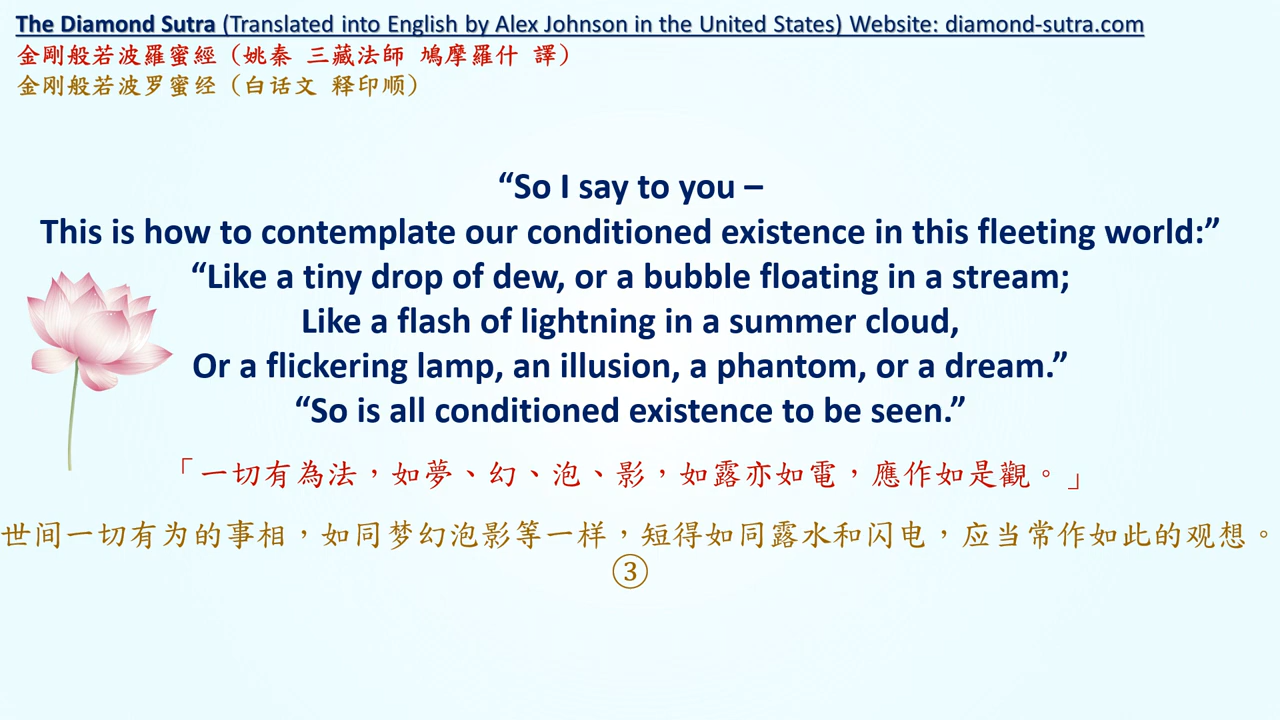 The Diamond Sutra (Translated into English by Alex Johnson in the United States) Website: diamond-sutra.com
金剛般若波羅蜜經（姚秦 三藏法師 鳩摩羅什 譯）
金刚般若波罗蜜经（白话文 释印顺）
“So I say to you –
This is how to contemplate our conditioned existence in this fleeting world:”
“Like a tiny drop of dew, or a bubble floating in a stream;
Like a flash of lightning in a summer cloud,
Or a flickering lamp, an illusion, a phantom, or a dream.”
“So is all conditioned existence to be seen.”
「一切有為法，如夢、幻、泡、影，如露亦如電，應作如是觀。」
世间一切有为的事相，如同梦幻泡影等一样，短得如同露水和闪电，应当常作如此的观想。
③